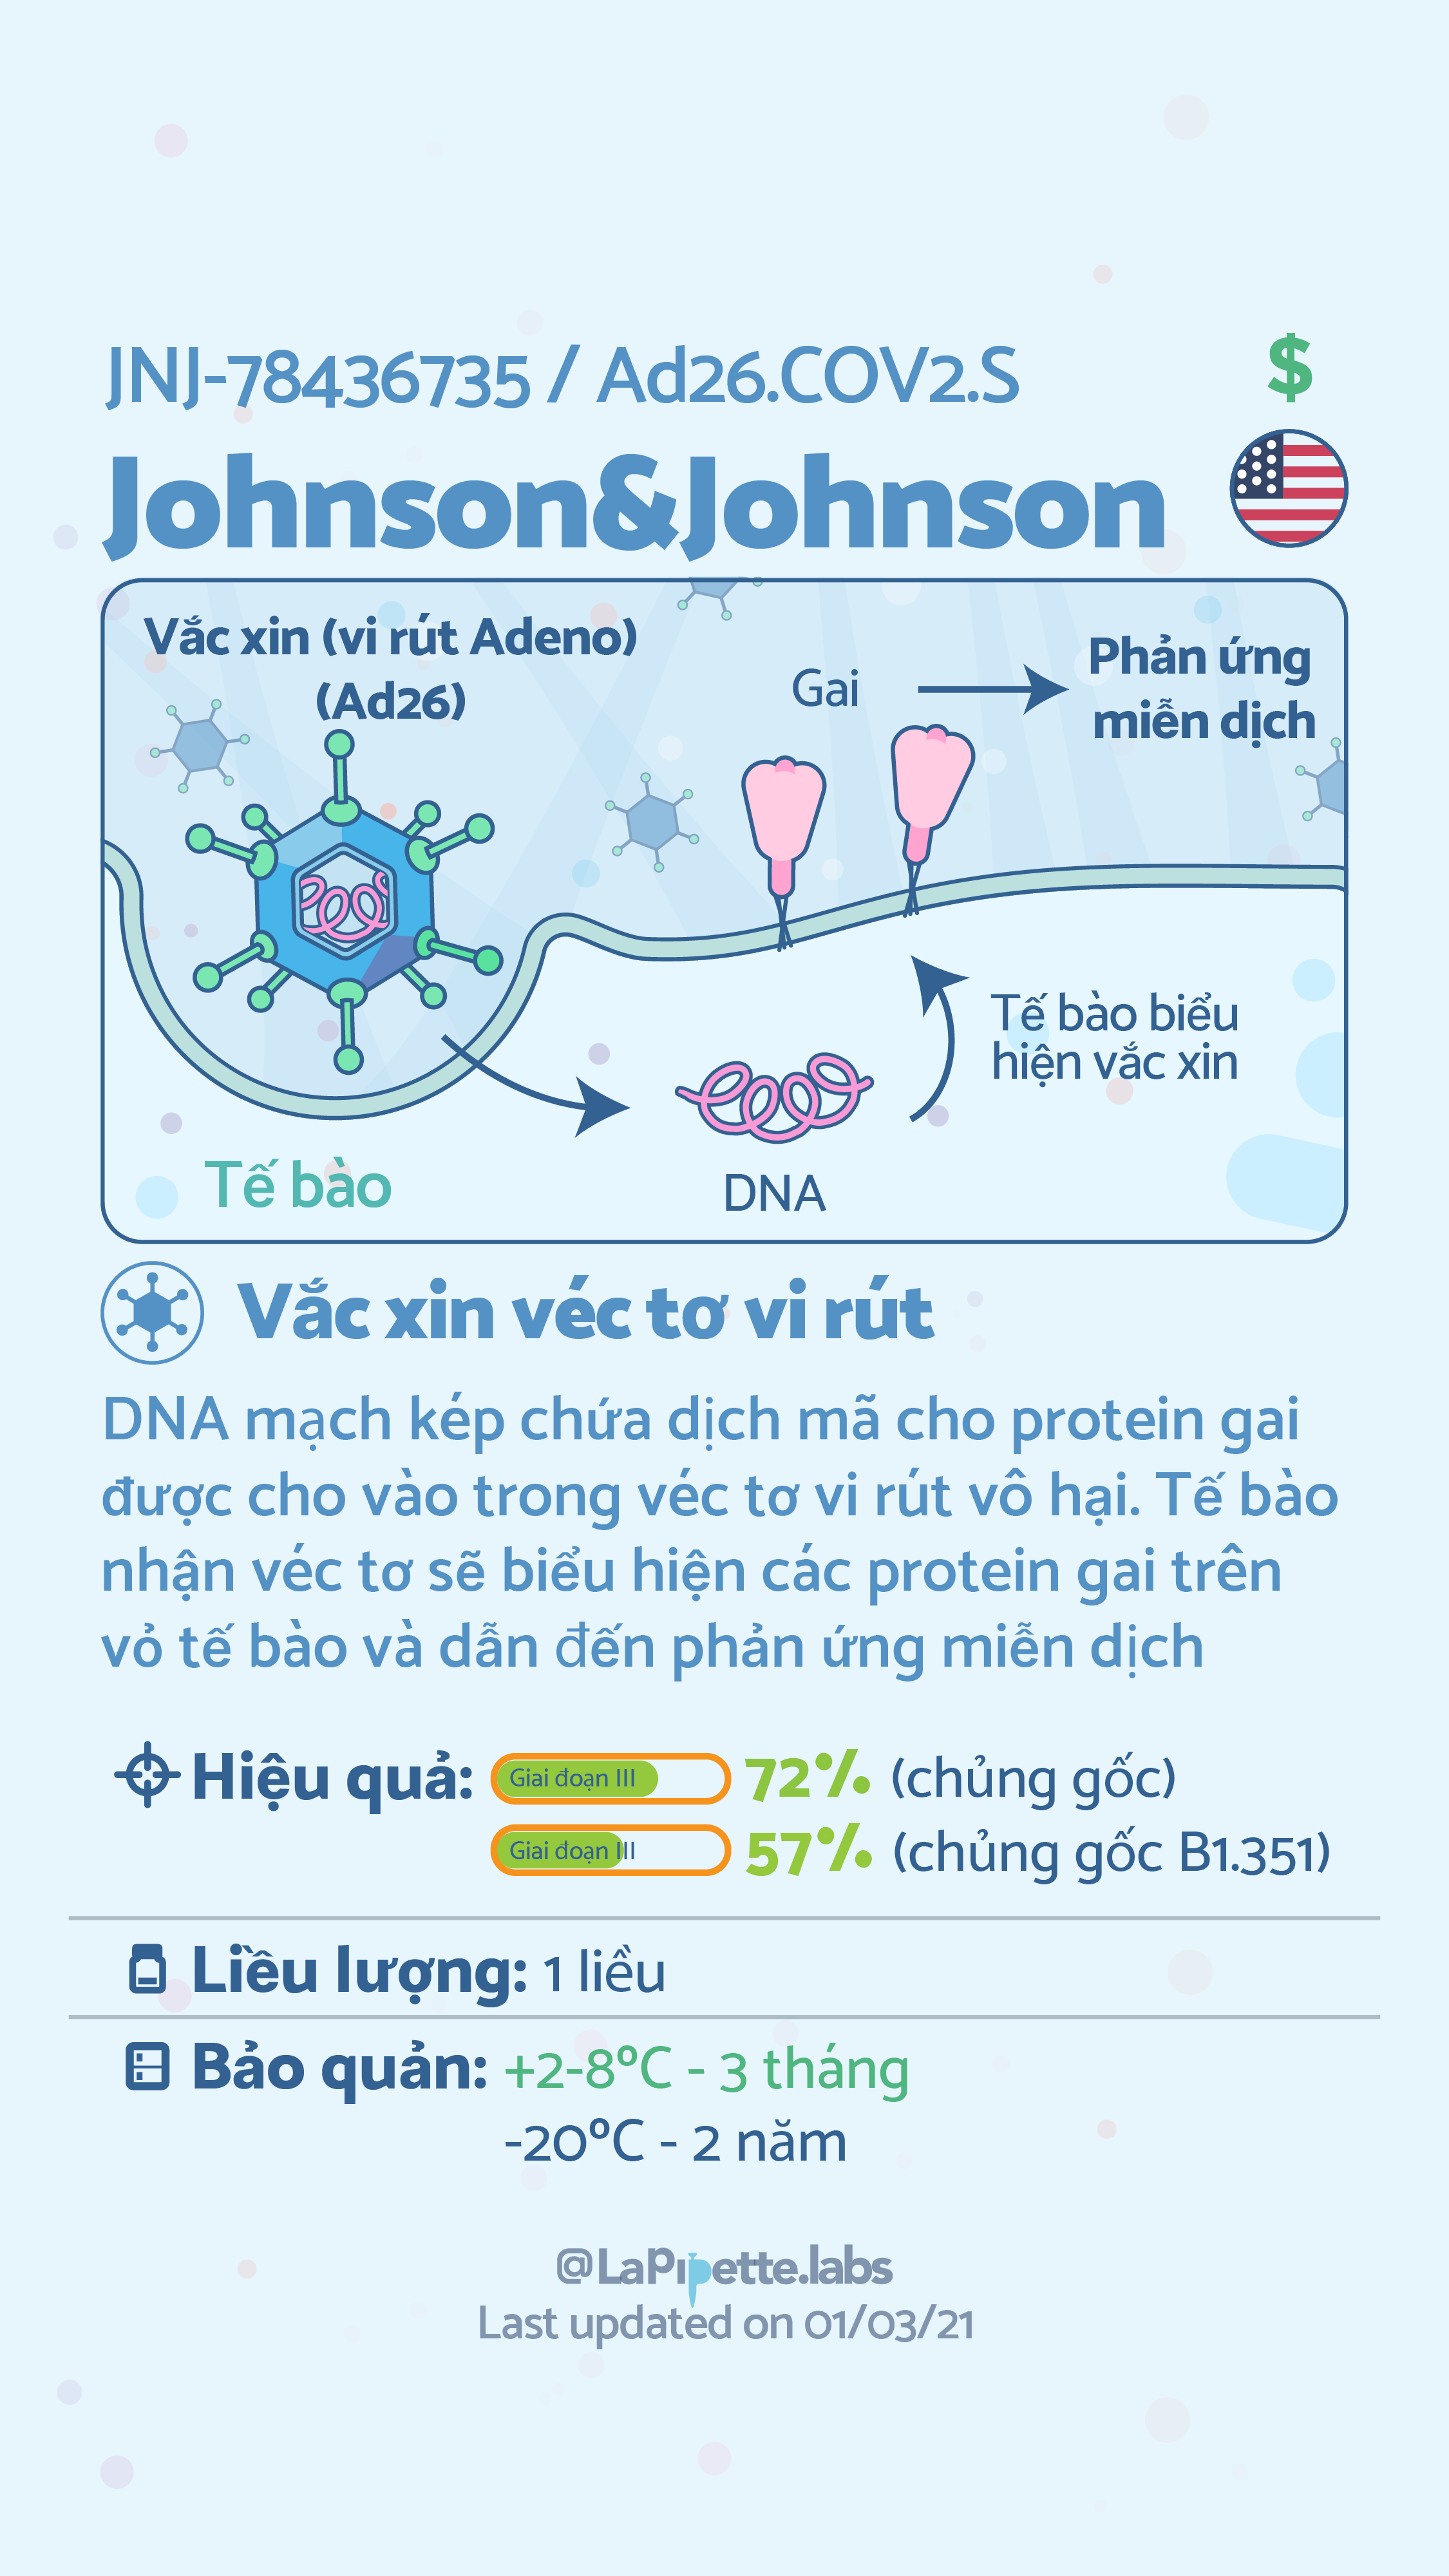 JNJ-78436735 / Ad26.COV2.S
$
Johnson&Johnson
Vắc xin (vi rút Adeno)
(Ad26)
Gai
Phản ứng
miễn dịch
Tế bào biểu
hiện vắc xin
Tế bào
DNA
Vắc xin véc tơ vi rút
DNA mạch kép chứa dịch mã cho protein gai
được cho vào trong véc tơ vi rút vô hại. Tế bào
nhận véc tơ sẽ biểu hiện các protein gai trên
vỏ tế bào và dẫn đến phản ứng miễn dịch
Hiệu quả: Giai đoạn III 72% (chủng gốc)
Giai đoạn III 57% (chủng gốc B1.351)
Liều lượng: 1 liều
Bảo quản: +2-8ºC - 3 tháng
-20ºC - 2 năm
@LaPipette.labs
Last updated on 01/03/21